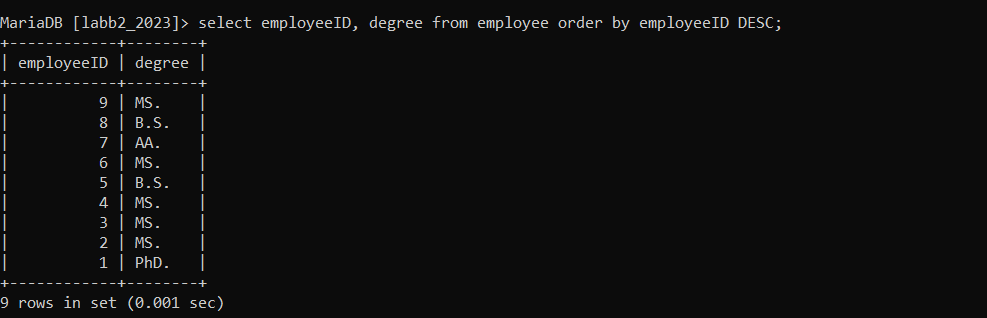 MariaDB [labb2_2023]> select employeeID, degree from employee order by employeeID DESC;
+------------+--------+
| employeeID | degree |
+------------+--------+
|          9 | MS.    |
|          8 | B.S.   |
|          7 | AA.    |
|          6 | MS.    |
|          5 | B.S.   |
|          4 | MS.    |
|          3 | MS.    |
|          2 | MS.    |
|          1 | PhD.   |
+------------+--------+
9 rows in set (0.001 sec)